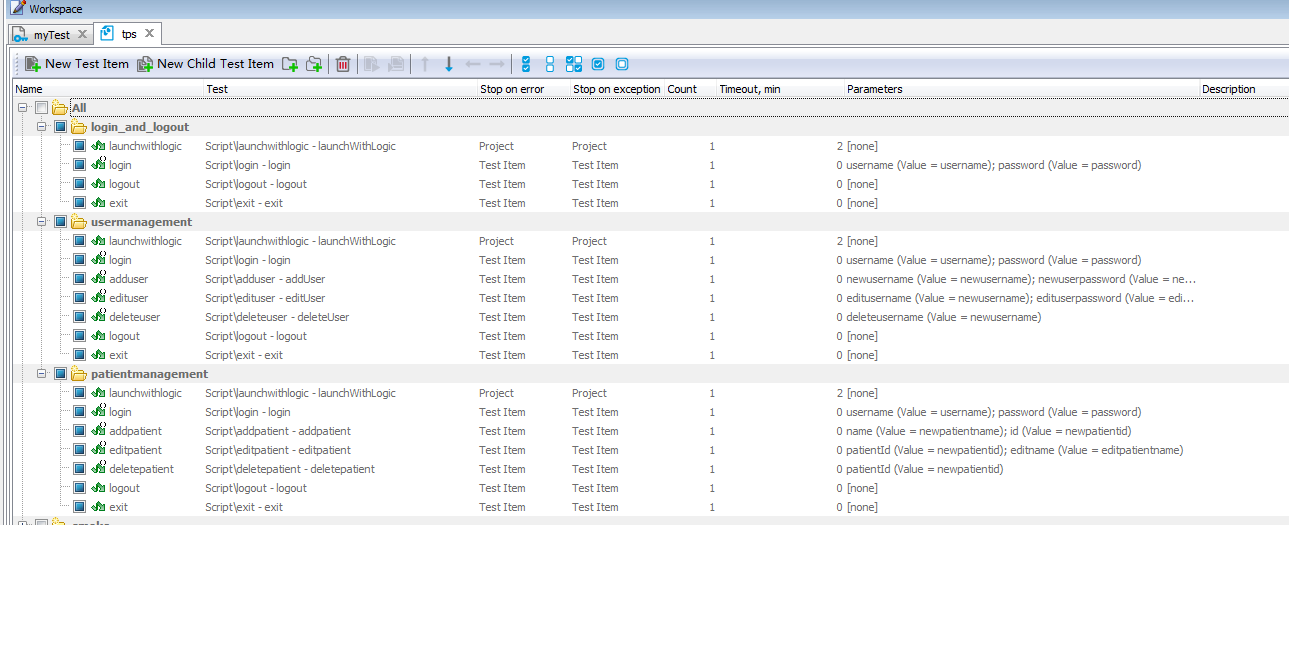 Workspace
myTest tps
New Test Item New Child Test Item
Name Test Stop on error Stop on exception Count Timeout, min Parameters Description
All
login_and_logout
launchwithlogic Script\launchwithlogic - launchWithLogic Project Project 1 2 [none]
login Script\login - login Test Item Test Item 1 0 username (Value = username); password (Value = password)
logout Script\logout - logout Test Item Test Item 1 0 [none]
exit Script\exit - exit Test Item Test Item 1 0 [none]
usermanagement
launchwithlogic Script\launchwithlogic - launchWithLogic Project Project 1 2 [none]
login Script\login - login Test Item Test Item 1 0 username (Value = username); password (Value = password)
adduser Script\adduser - addUser Test Item Test Item 1 0 newusername (Value = newusername); newuserpassword (Value = ne...
edituser Script\edituser - editUser Test Item Test Item 1 0 editusername (Value = newusername); edituserpassword (Value = edi...
deleteuser Script\deleteuser - deleteUser Test Item Test Item 1 0 deleteusername (Value = newusername)
logout Script\logout - logout Test Item Test Item 1 0 [none]
exit Script\exit - exit Test Item Test Item 1 0 [none]
patientmanagement
launchwithlogic Script\launchwithlogic - launchWithLogic Project Project 1 2 [none]
login Script\login - login Test Item Test Item 1 0 username (Value = username); password (Value = password)
addpatient Script\addpatient - addpatient Test Item Test Item 1 0 name (Value = newpatientname); id (Value = newpatientid)
editpatient Script\editpatient - editpatient Test Item Test Item 1 0 patientId (Value = newpatientid); editname (Value = editpatientname)
deletepatient Script\deletepatient - deletepatient Test Item Test Item 1 0 patientId (Value = newpatientid)
logout Script\logout - logout Test Item Test Item 1 0 [none]
exit Script\exit - exit Test Item Test Item 1 0 [none]